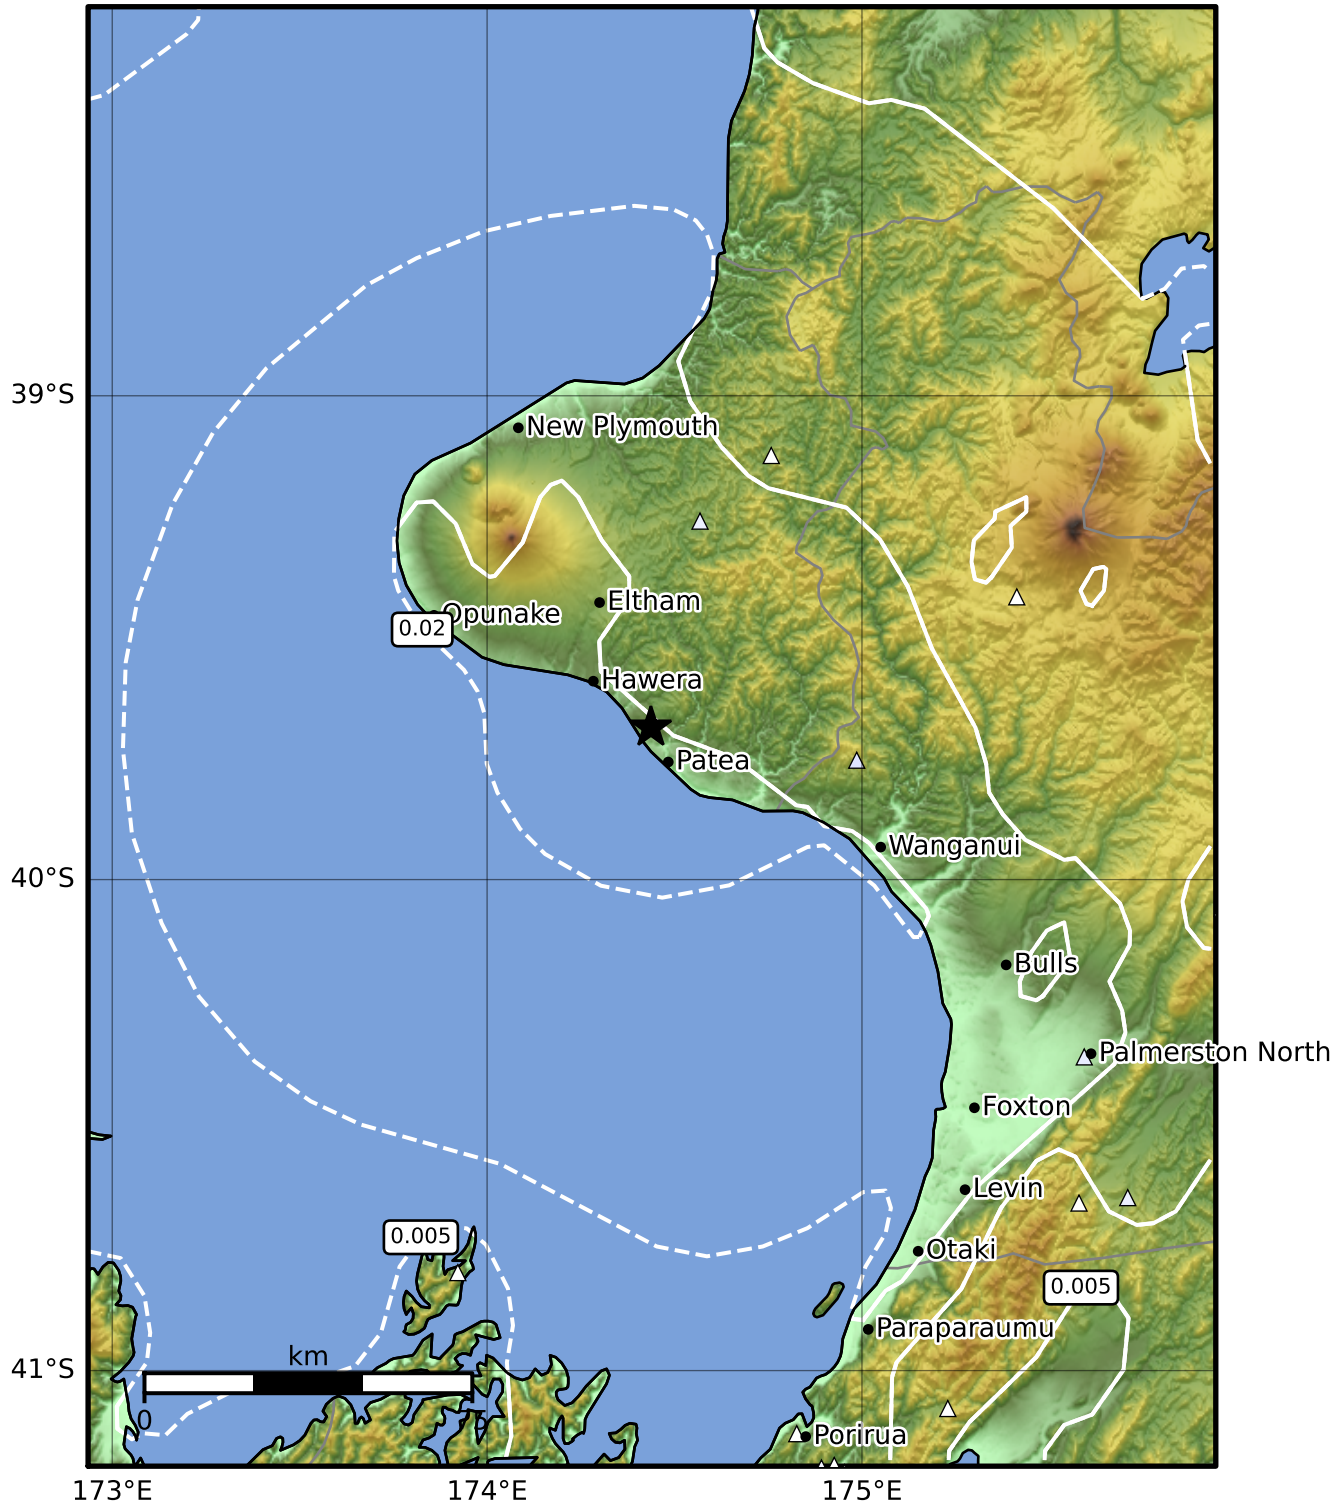 39°S
New Plymouth
Eltham
Opunake
0.02
Hawera
Patea
Wanganui
40°S
Bulls
Palmerston North
Foxton
Levin
0.005
Otaki
0.005
Paraparaumu
km
41°S
0
Porirua
173°E
174°E
175°E